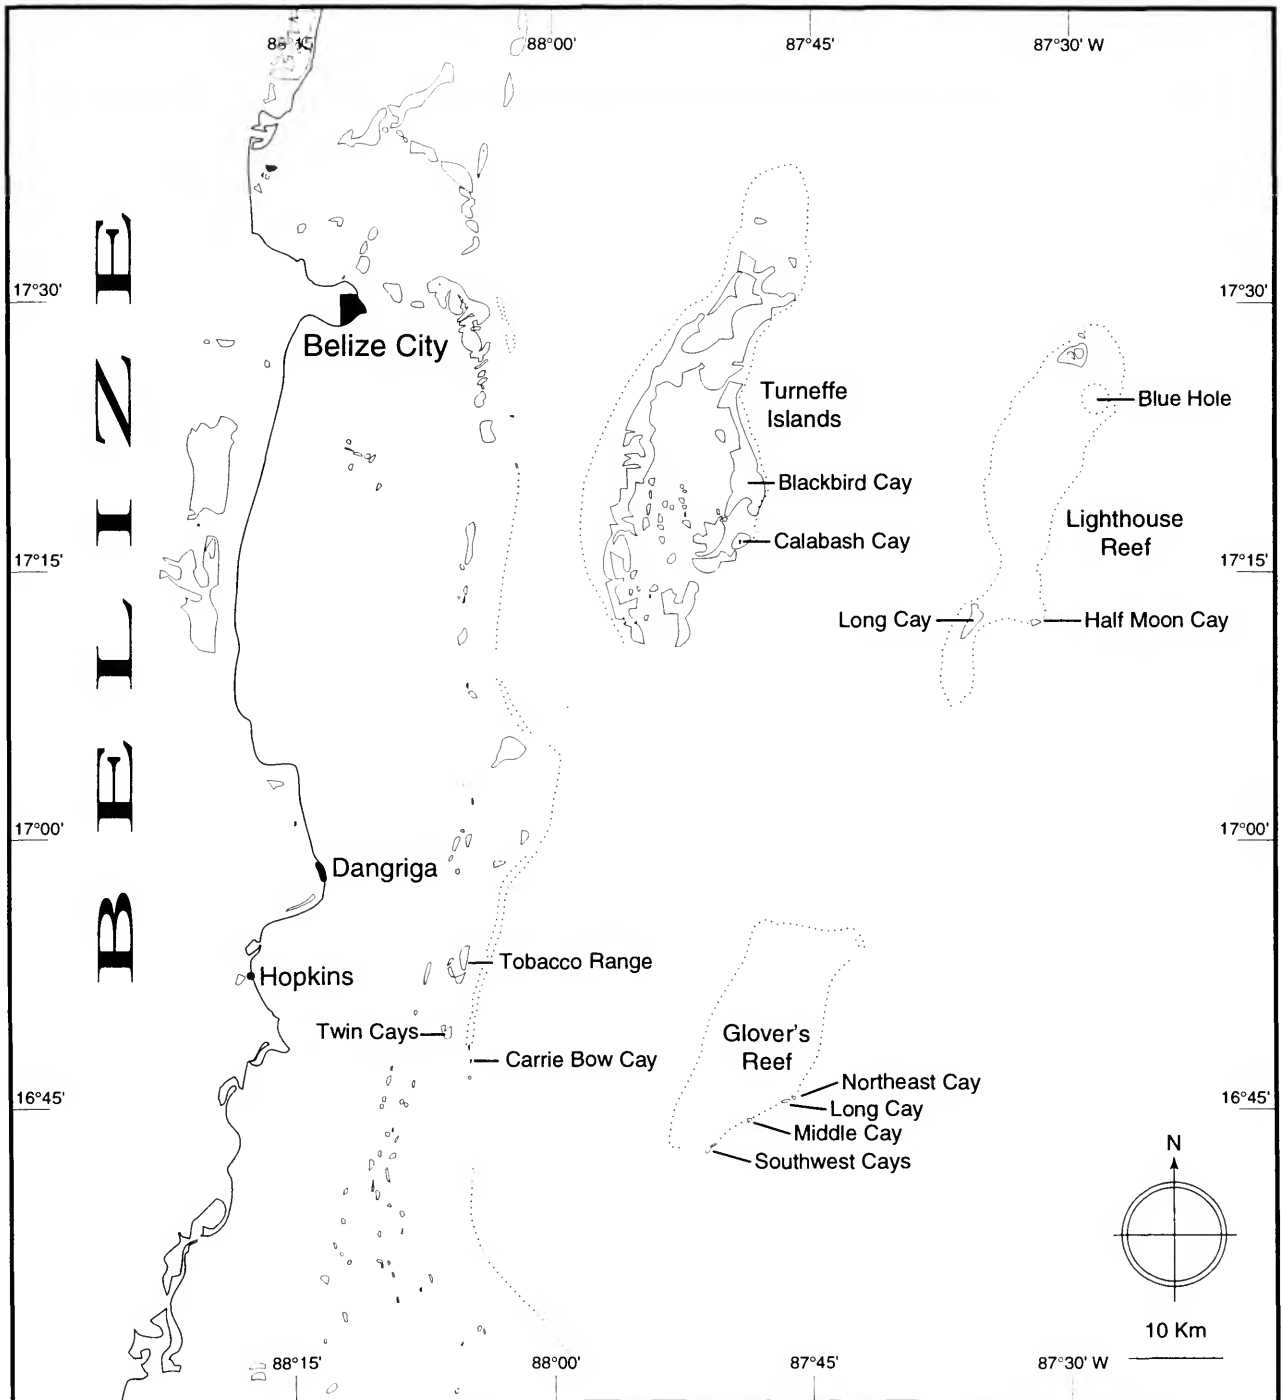 88°00'
87°45'
87°30' W
BELIZE
17°30'
17°30'
Belize City
Turneffe
Islands
Blue Hole
Blackbird Cay
Lighthouse
Reef
Calabash Cay
17°15'
17°15'
Long Cay
Half Moon Cay
17°00'
17°00'
Dangriga
Tobacco Range
Hopkins
Twin Cays
Glover's
Reef
Carrie Bow Cay
Northeast Cay
16°45'
Long Cay
16°45'
Middle Cay
Southwest Cays
N
10 Km
88°15'
88°00'
87°45'
87°30' W